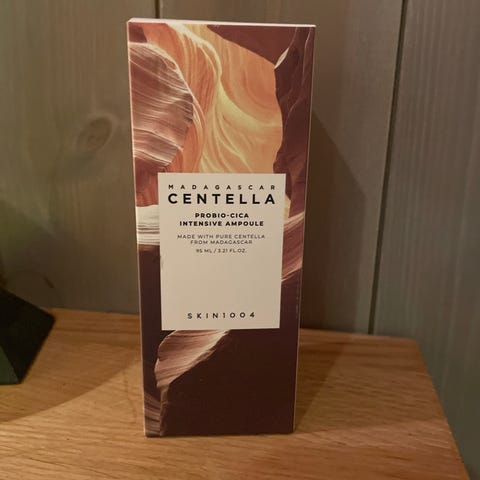 MADAGASCAR
CENTELLA
PROBIO-CICA
INTENSIVE AMPOULE
MADE WITH PURE CENTELLA
FROM MADAGASCAR
95 ML / 3.21 FL.OZ.
SKIN1004